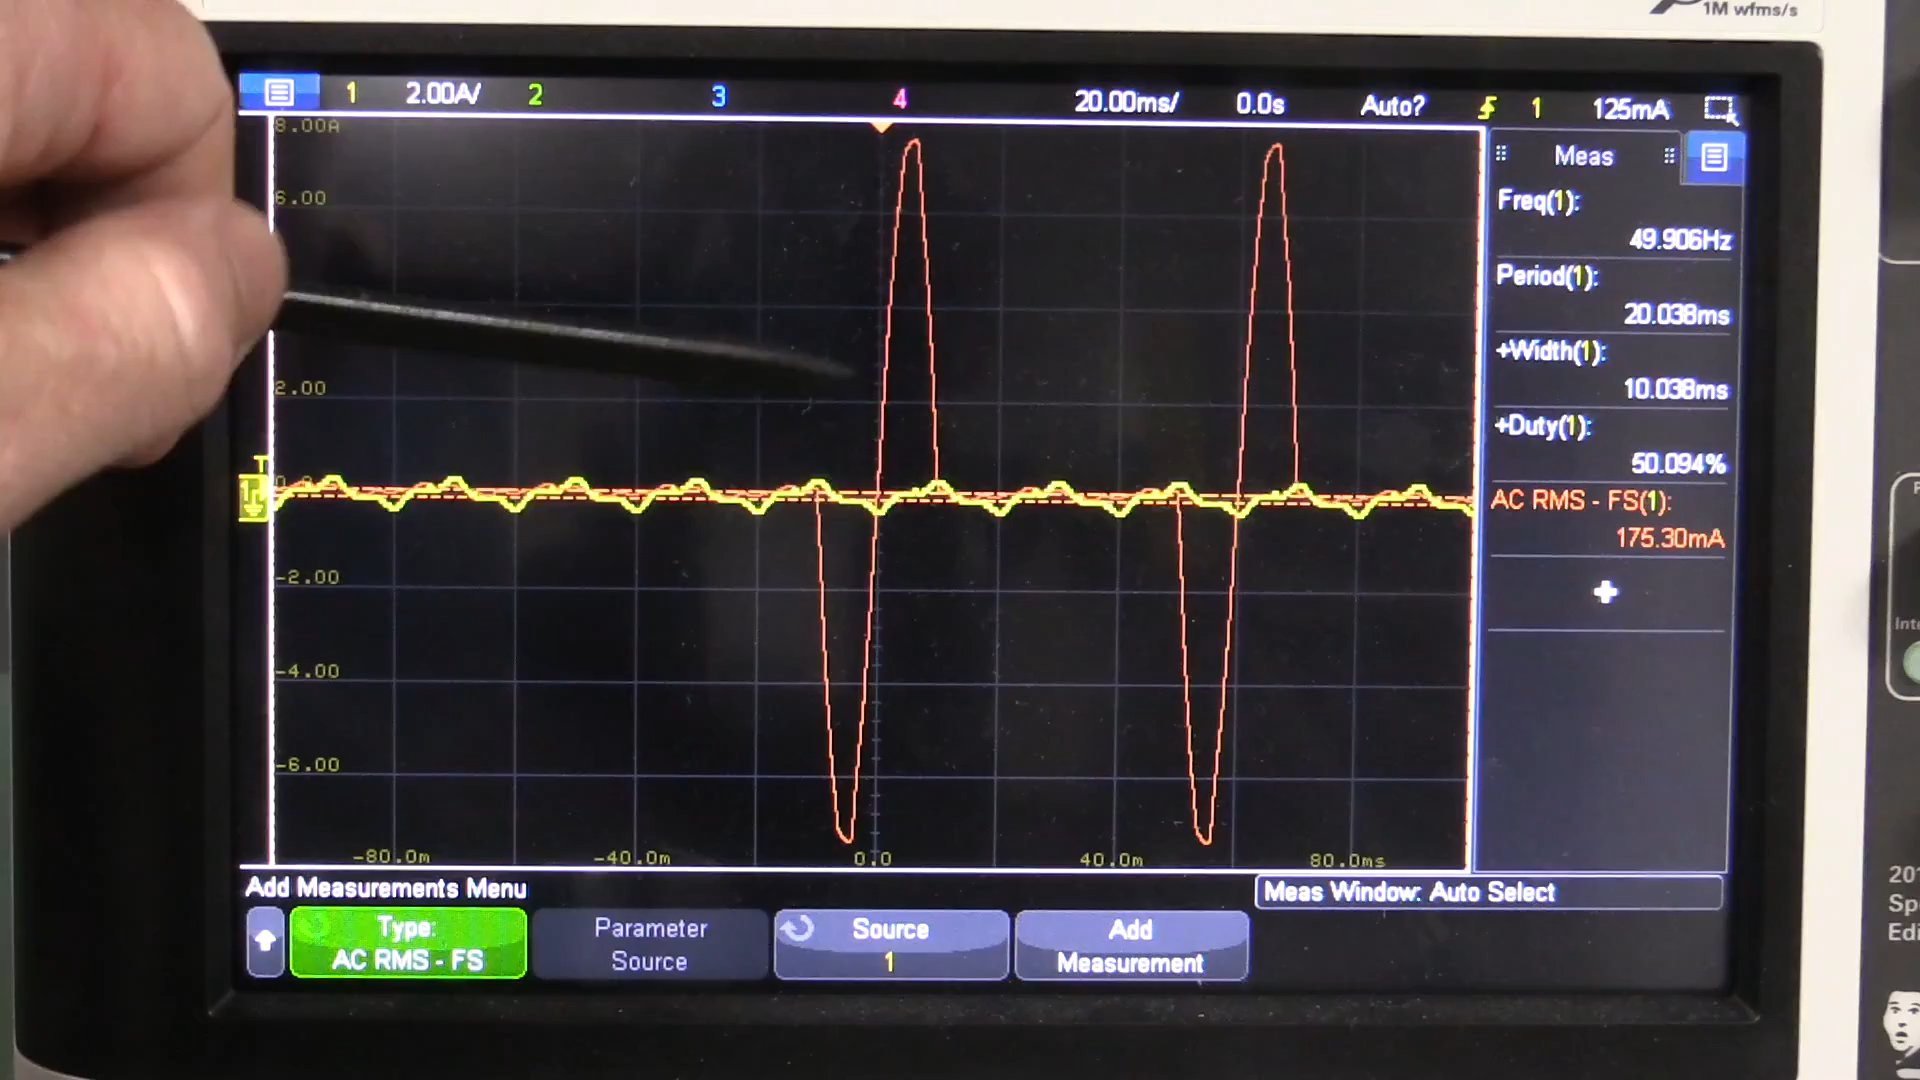 1M wfms/s
1 2.00A/ 2 3 4 20.00ms/ 0.0s Auto? 1 125mA
8.00A
6.00
2.00
-2.00
-4.00
-6.00
-80.0m -40.0m 0.0 40.0m 80.0ms
T
Meas
Freq(1):
49.906Hz
Period(1):
20.038ms
+Width(1):
10.038ms
+Duty(1):
50.094%
AC RMS - FS(1):
175.30mA
Add Measurements Menu
Meas Window: Auto Select
Type:
AC RMS - FS
Parameter
Source
Source
1
Add
Measurement
Inte
201
Sp
Edi